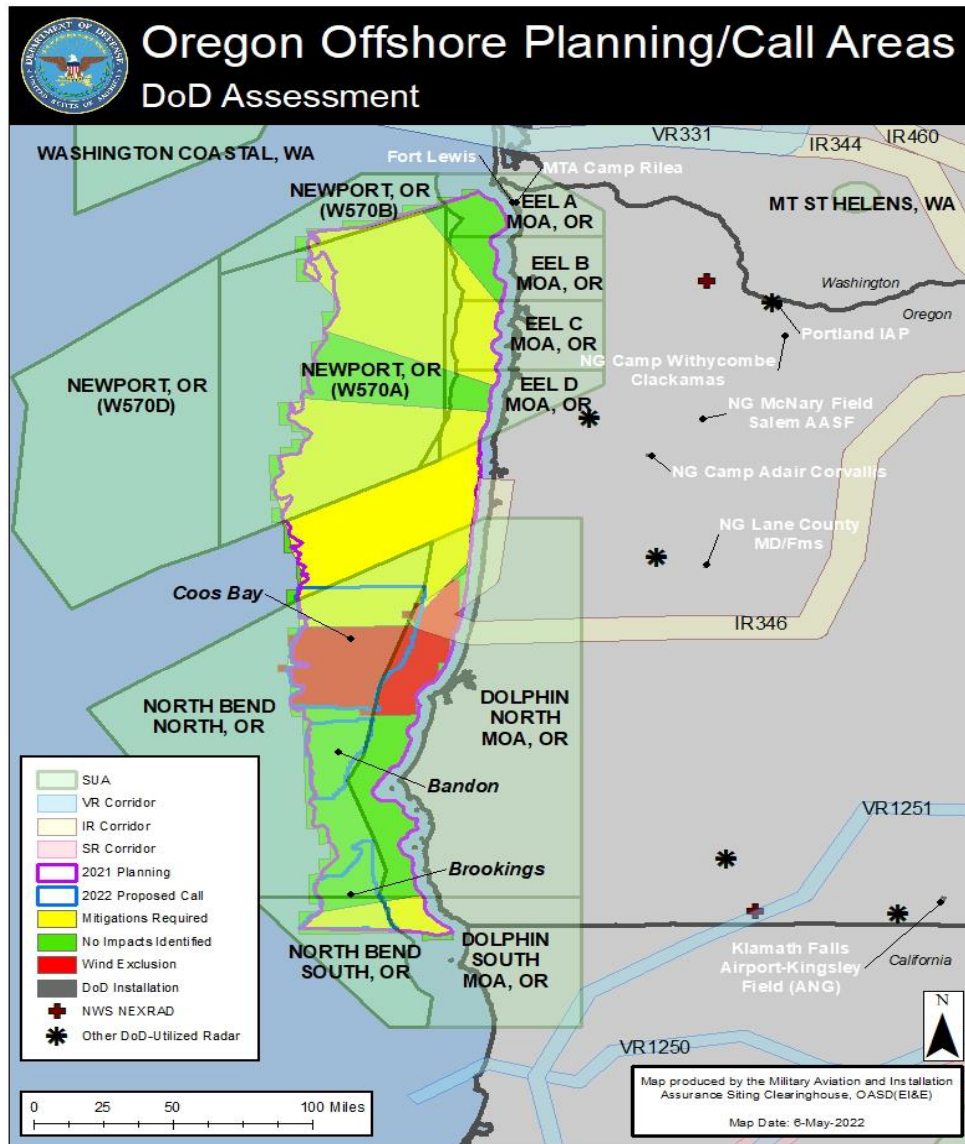 DEPARTMENT OF DEFENSE
UNITED STATES OF AMERICA
Oregon Offshore Planning/Call Areas
DoD Assessment
VR331
IR460
IR344
WASHINGTON COASTAL, WA
Fort Lewis
MTA Camp Rilea
NEWPORT, OR
(W570B)
EEL A
MOA, OR
MT ST HELENS, WA
EEL B
MOA, OR
Washington
Oregon
EEL C
MOA, OR
Portland IAP
NG Camp Withycombe
Clackamas
NEWPORT, OR
(W570D)
NEWPORT, OR
(W570A)
EEL D
MOA, OR
NG McNary Field
Salem AASF
NG Camp Adair Corvallis
NG Lane County
MD/Fms
Coos Bay
IR346
NORTH BEND
NORTH, OR
DOLPHIN
NORTH
MOA, OR
Bandon
VR1251
Brookings
NORTH BEND
SOUTH, OR
DOLPHIN
SOUTH
MOA, OR
Klamath Falls
Airport-Kingsley
Field (ANG)
California
VR1250
SUA
VR Corridor
IR Corridor
SR Corridor
2021 Planning
2022 Proposed Call
Mitigations Required
No Impacts Identified
Wind Exclusion
DoD Installation
NWS NEXRAD
Other DoD-Utilized Radar
N
0 25 50 100 Miles
Map produced by the Military Aviation and Installation
Assurance Siting Clearinghouse, OASD(EI&E)
Map Date: 6-May-2022